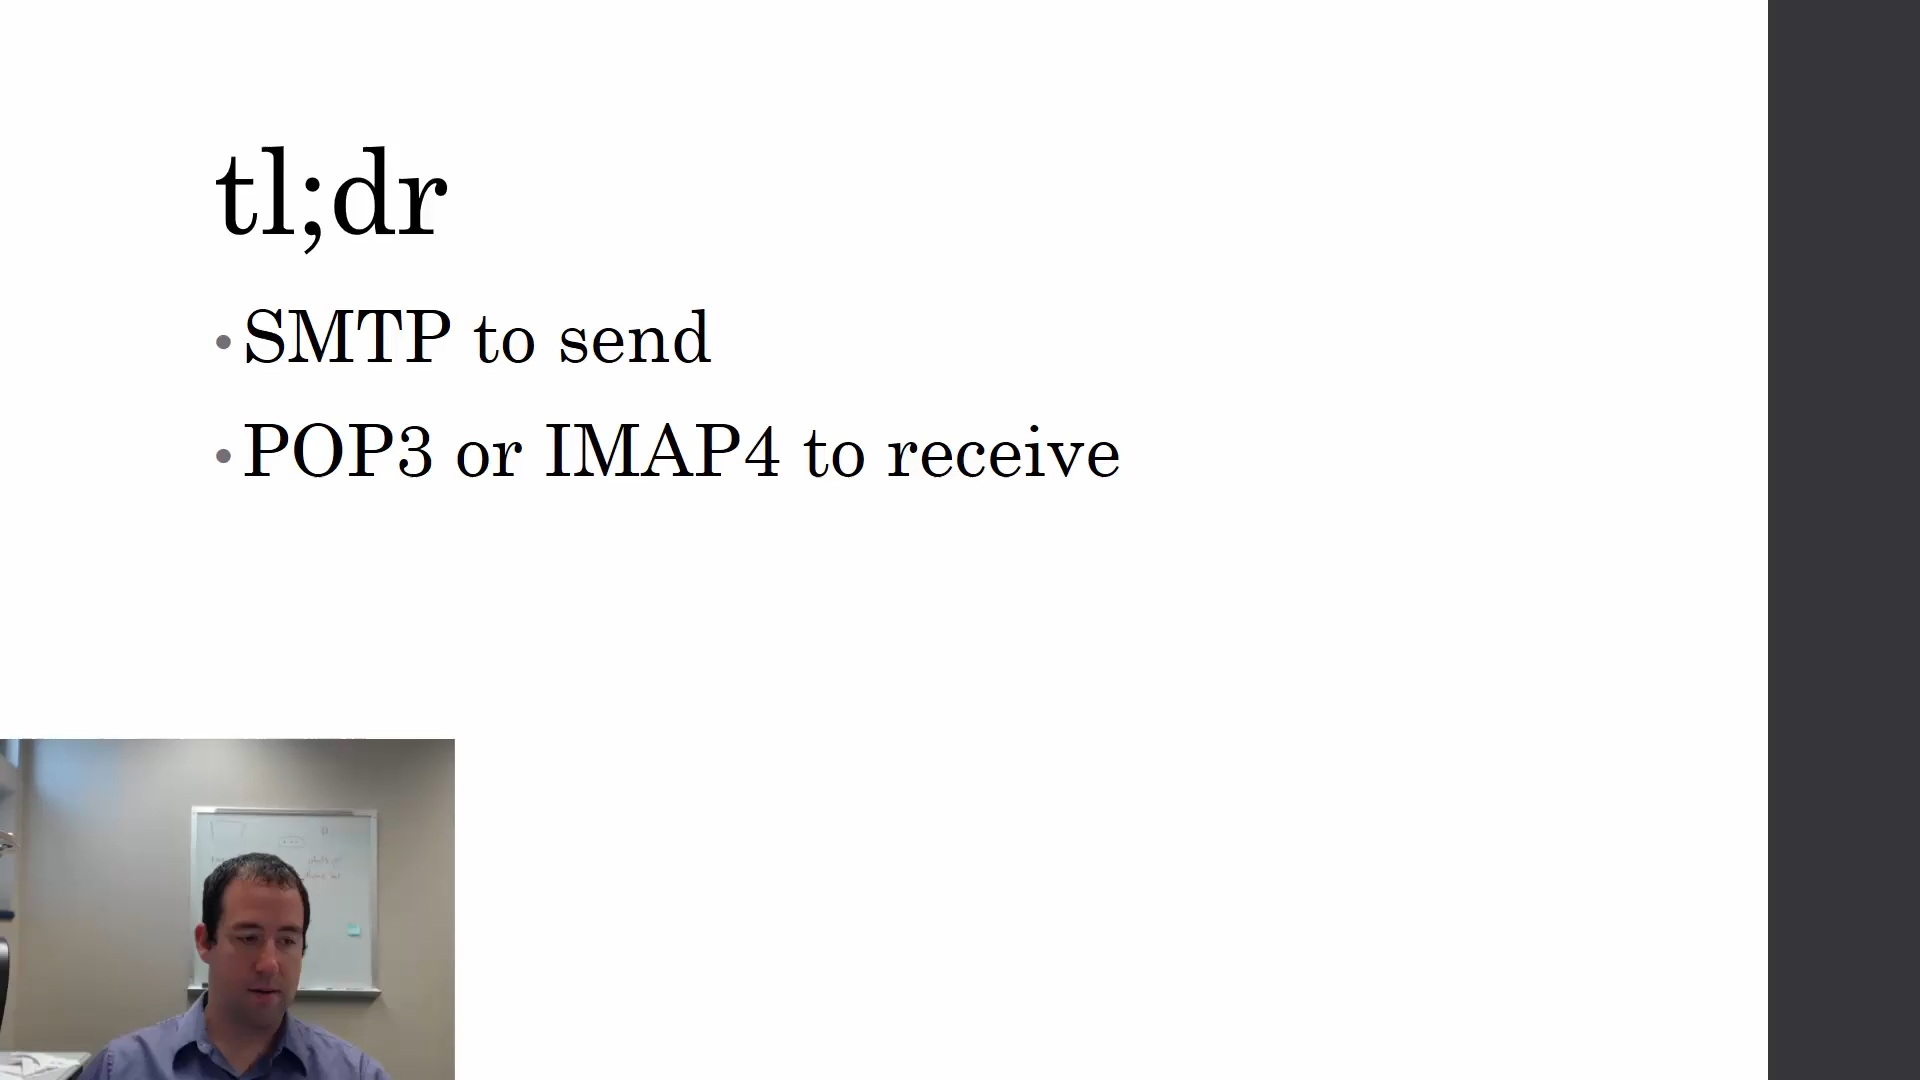 tl;dr
SMTP to send
POP3 or IMAP4 to receive